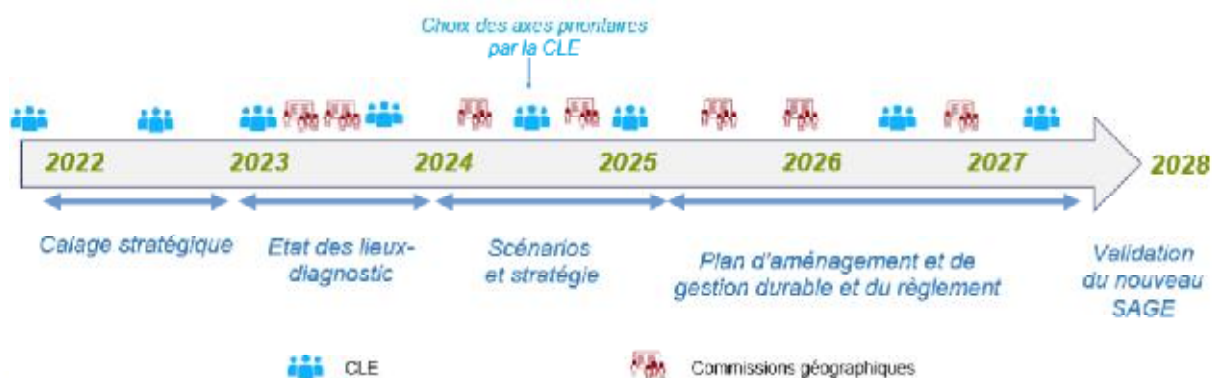 Choix des axes prioritaires
par la CLE
2022 2023 2024 2025 2026 2027 2028
Calage stratégique
Etat des lieux-
diagnostic
Scénarios
et stratégie
Plan d'aménagement et de
gestion durable et du règlement
Validation
du nouveau
SAGE
CLE
Commissions géographiques